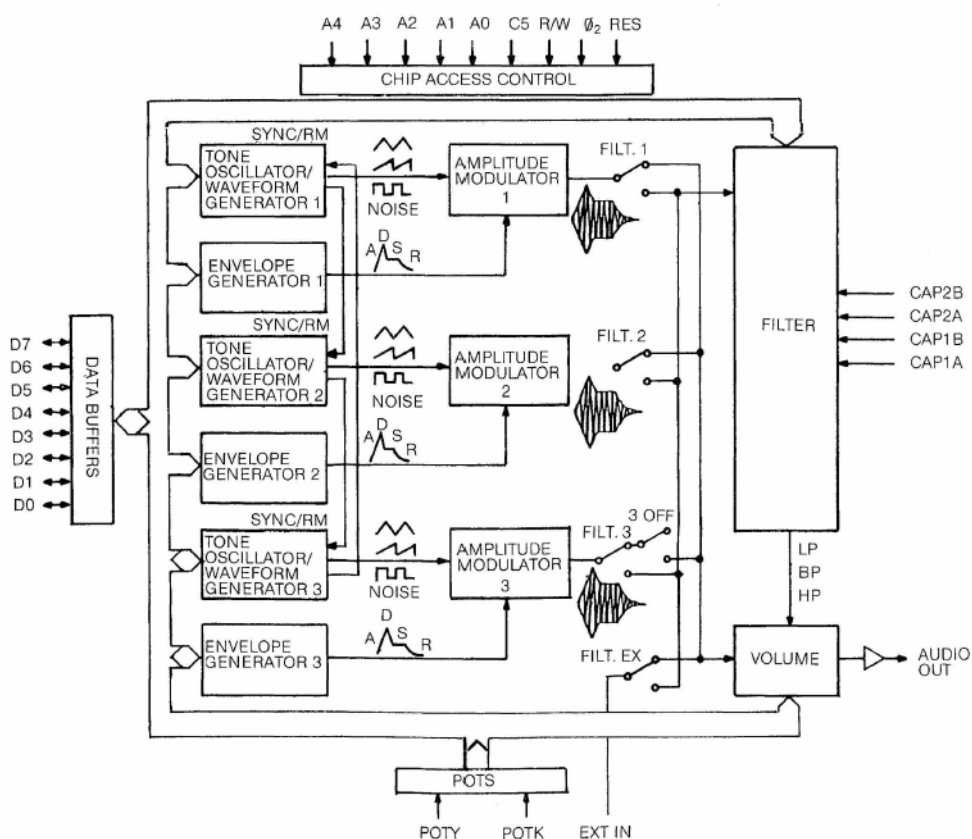 A4 A3 A2 A1 A0 C5 R/W Ø₂ RES
CHIP ACCESS CONTROL
SYNC/RM
TONE
OSCILLATOR/
WAVEFORM
GENERATOR 1
NOISE
AMPLITUDE
MODULATOR
1
FILT. 1
A D S R
ENVELOPE
GENERATOR 1
SYNC/RM
TONE
OSCILLATOR/
WAVEFORM
GENERATOR 2
NOISE
AMPLITUDE
MODULATOR
2
FILT. 2
A D S R
ENVELOPE
GENERATOR 2
SYNC/RM
TONE
OSCILLATOR/
WAVEFORM
GENERATOR 3
NOISE
AMPLITUDE
MODULATOR
3
FILT. 3
3 OFF
A D S R
ENVELOPE
GENERATOR 3
FILT. EX
D7
D6
D5
D4
D3
D2
D1
D0
DATA BUFFERS
FILTER
CAP2B
CAP2A
CAP1B
CAP1A
LP
BP
HP
VOLUME
AUDIO
OUT
POTS
POTY POTK EXT IN